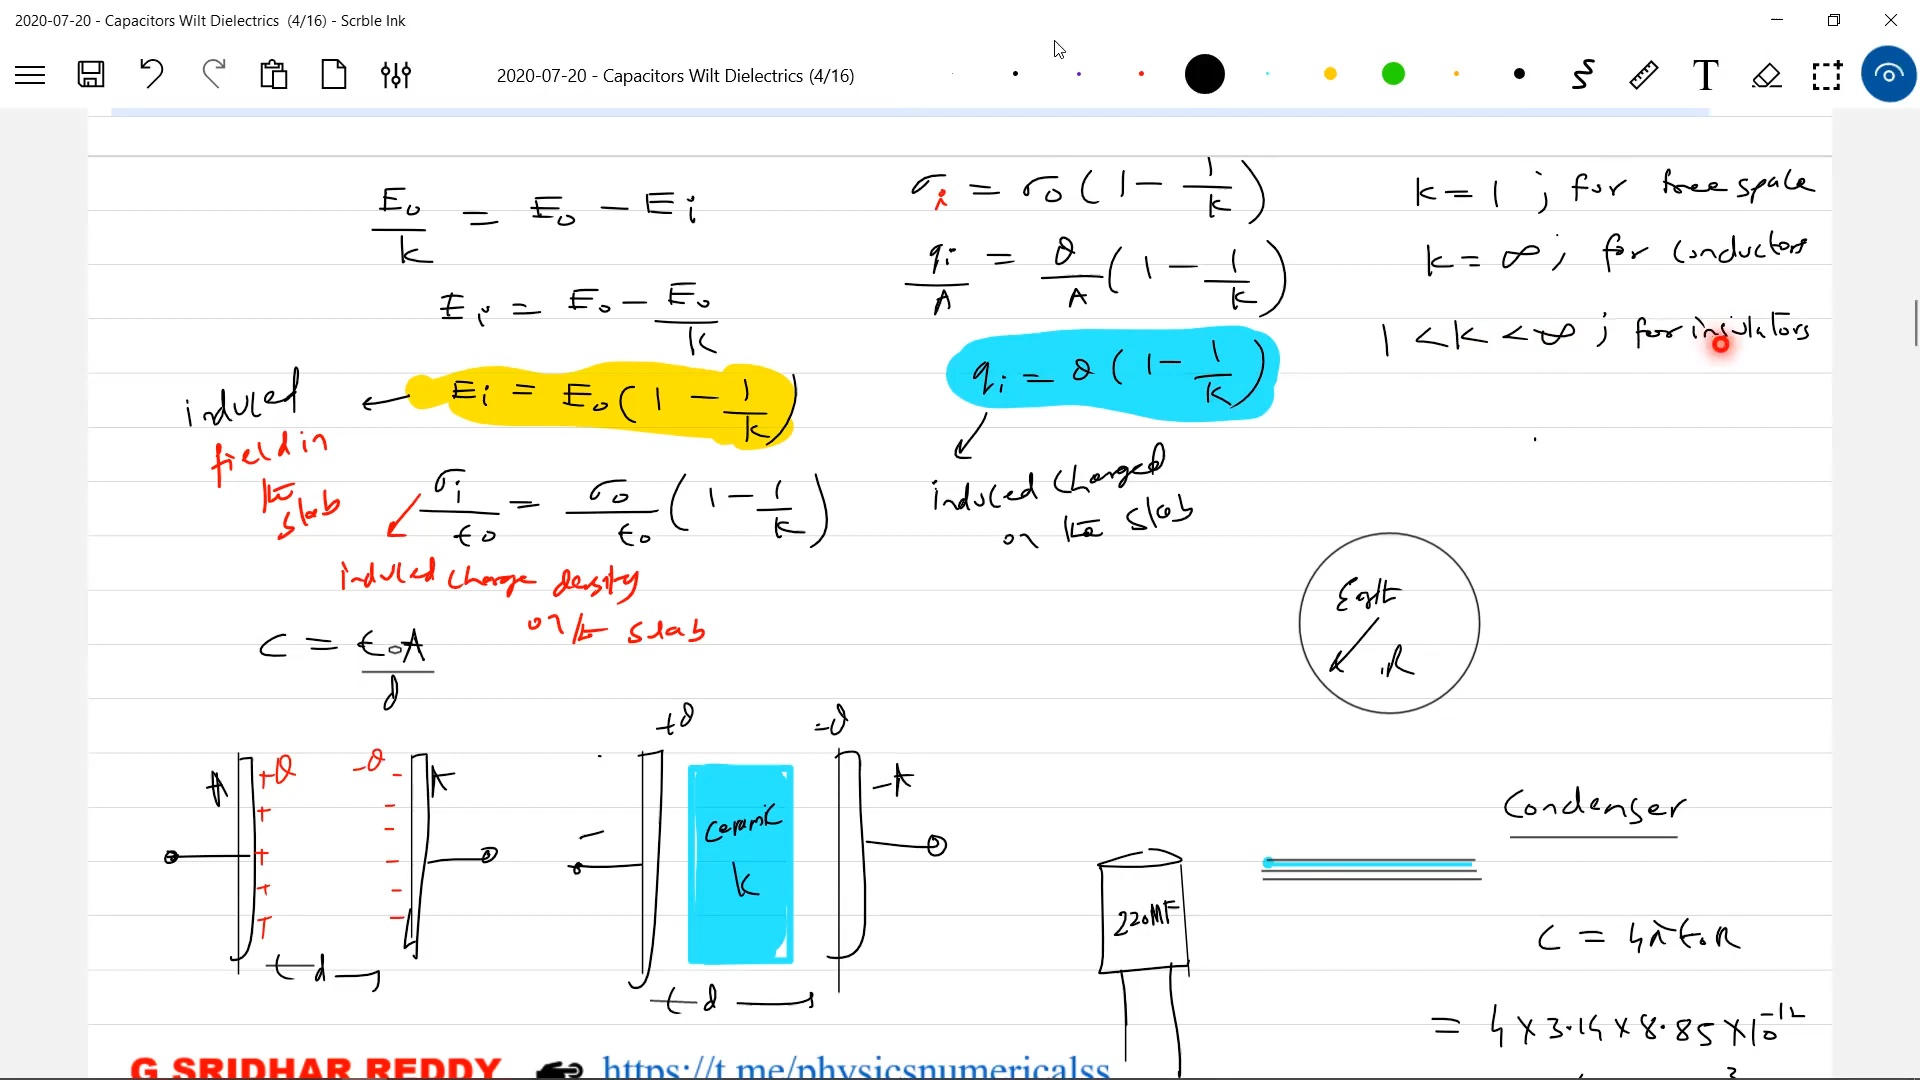 2020-07-20 - Capacitors Wilt Dielectrics (4/16) - Scrble Ink
2020-07-20 - Capacitors Wilt Dielectrics (4/16)
E₀/k = E₀ - Ei
Ei = E₀ - E₀/k
Ei = E₀(1 - 1/k)
induced
field in
the
slab
σi/ε₀ = σ₀/ε₀ (1 - 1/k)
induced charge density
on the slab
C = ε₀A/d
σi = σ₀(1 - 1/k)
qi/A = Q/A (1 - 1/k)
qi = Q(1 - 1/k)
induced charged
on the slab
k = 1 ; for free space
k = ∞ ; for conductors
1 < k < ∞ ; for insulators
Earth
R
A +Q -Q A
d
+Q -Q
A
Ceramic
k
d
220MF
Condenser
C = 4πε₀R
= 4 × 3.14 × 8.85 × 10⁻¹²
G SRIDHAR REDDY https://t.me/physicsnumericalss